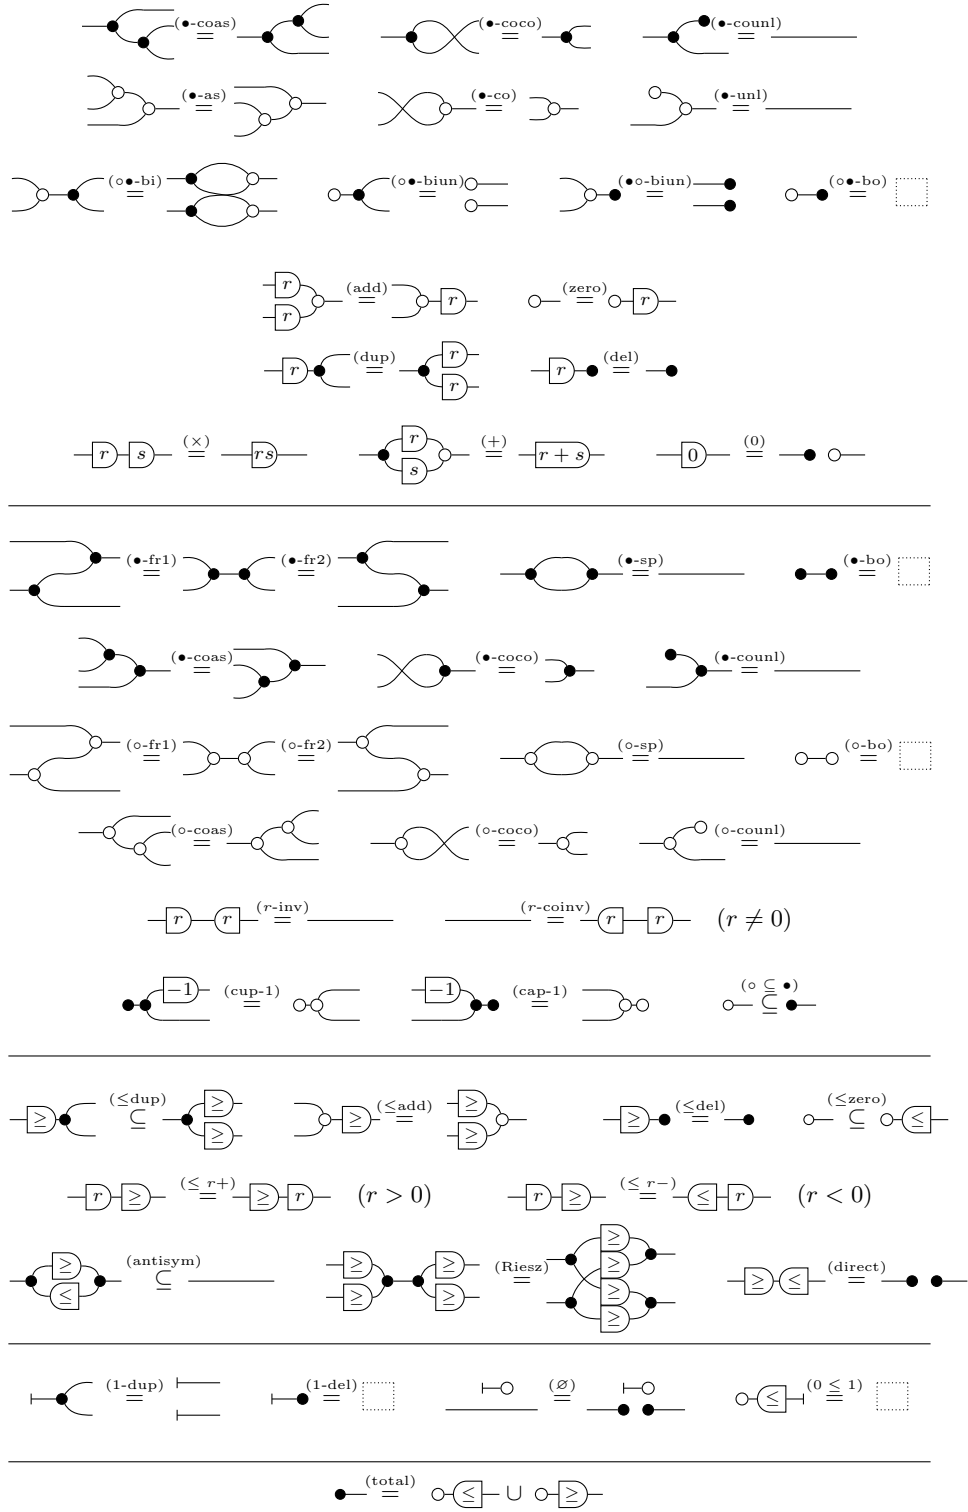 (•-coas) = (•-coco) = (•-counl) =
(•-as) = (•-co) = (•-unl) =
(○•-bi) = (○•-biun) = (•○-biun) = (○•-bo) =
r r (add) = r (zero) = r
r (dup) = r r r (del) =
r s (×) = rs r s (+) = r + s 0 (0) =
(•-fr1) = (•-fr2) = (•-sp) = (•-bo) =
(•-coas) = (•-coco) = (•-counl) =
(○-fr1) = (○-fr2) = (○-sp) = (○-bo) =
(○-coas) = (○-coco) = (○-counl) =
r r (r-inv) = (r-coinv) = r r (r ≠ 0)
−1 (cup-1) = −1 (cap-1) = (○ ⊆ •) ⊆
≥ (≤dup) ⊆ ≥ ≥ ≥ (≤add) = ≥ ≥ ≥ (≤del) = (≤zero) ⊆ ≤
r ≥ (≤ r+) = ≥ r (r > 0) r ≥ (≤ r−) = ≤ r (r < 0)
≥ ≤ (antisym) ⊆ ≥ ≥ ≥ ≥ (Riesz) = ≥ ≥ ≥ ≥ ≥ ≤ (direct) =
(1-dup) = (1-del) = (∅) = ≤ (0 ≤ 1) =
(total) = ≤ ∪ ≥